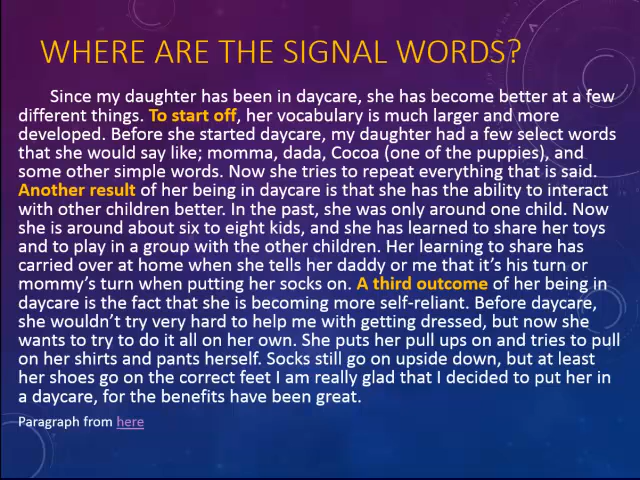 WHERE ARE THE SIGNAL WORDS?
Since my daughter has been in daycare, she has become better at a few
different things. To start off, her vocabulary is much larger and more
developed. Before she started daycare, my daughter had a few select words
that she would say like; momma, dada, Cocoa (one of the puppies), and
some other simple words. Now she tries to repeat everything that is said.
Another result of her being in daycare is that she has the ability to interact
with other children better. In the past, she was only around one child. Now
she is around about six to eight kids, and she has learned to share her toys
and to play in a group with the other children. Her learning to share has
carried over at home when she tells her daddy or me that it's his turn or
mommy's turn when putting her socks on. A third outcome of her being in
daycare is the fact that she is becoming more self-reliant. Before daycare,
she wouldn't try very hard to help me with getting dressed, but now she
wants to try to do it all on her own. She puts her pull ups on and tries to pull
on her shirts and pants herself. Socks still go on upside down, but at least
her shoes go on the correct feet I am really glad that I decided to put her in
a daycare, for the benefits have been great.
Paragraph from here